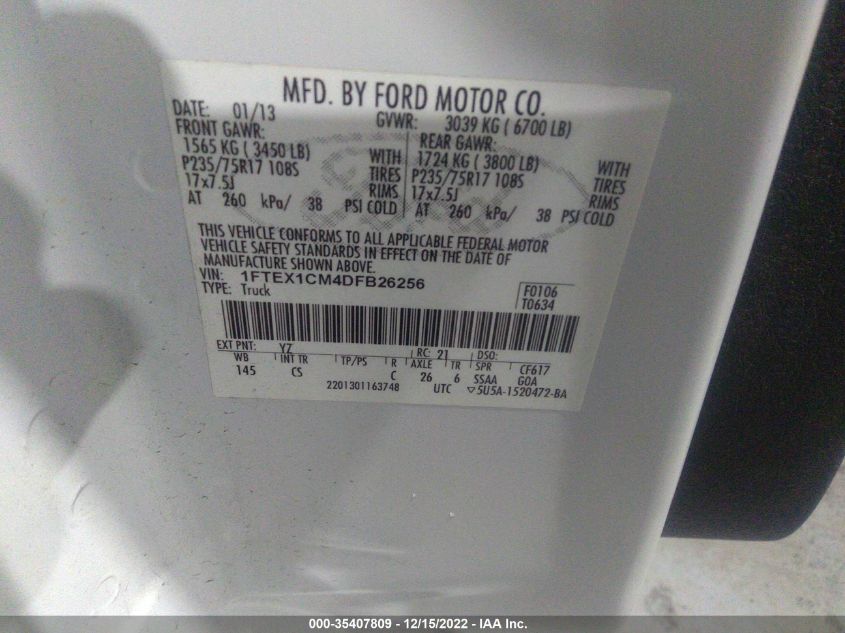 MFD. BY FORD MOTOR CO.
DATE: 01/13 GVWR: 3039 KG ( 6700 LB)
FRONT GAWR: REAR GAWR:
1565 KG ( 3450 LB) WITH 1724 KG ( 3800 LB) WITH
P235/75R17 108S TIRES P235/75R17 108S TIRES
17x7.5J RIMS 17x7.5J RIMS
AT 260 kPa/ 38 PSI COLD AT 260 kPa/ 38 PSI COLD
THIS VEHICLE CONFORMS TO ALL APPLICABLE FEDERAL MOTOR
VEHICLE SAFETY STANDARDS IN EFFECT ON THE DATE OF
MANUFACTURE SHOWN ABOVE.
VIN: 1FTEX1CM4DFB26256 F0106
TYPE: Truck T0634
EXT PNT: YZ RC: 21 DSO:
WB INT TR TP/PS R AXLE TR SPR CF617
145 CS C 26 6 SSAA GOA
2201301163748 UTC ▽5U5A-1520472-BA
000-35407809 - 12/15/2022 - IAA Inc.